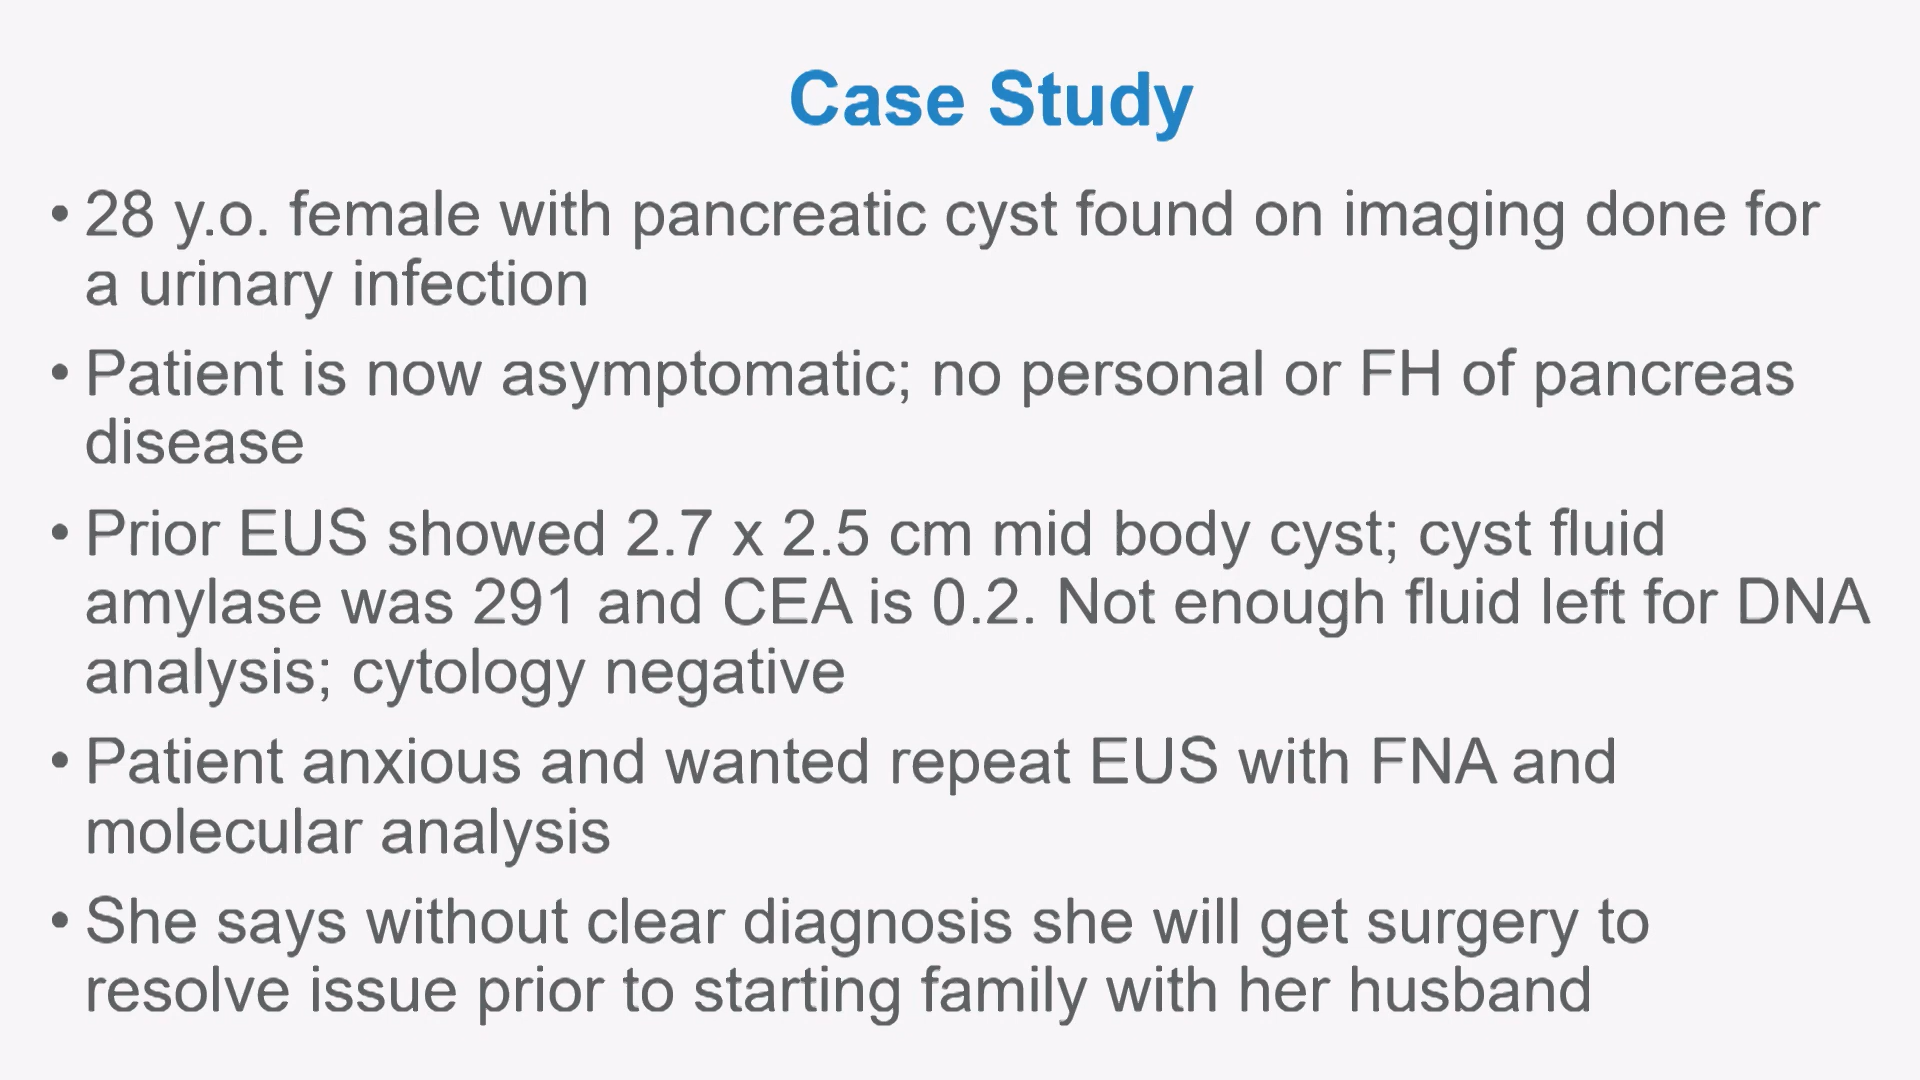 Case Study
• 28 y.o. female with pancreatic cyst found on imaging done for
a urinary infection
• Patient is now asymptomatic; no personal or FH of pancreas
disease
• Prior EUS showed 2.7 x 2.5 cm mid body cyst; cyst fluid
amylase was 291 and CEA is 0.2. Not enough fluid left for DNA
analysis; cytology negative
• Patient anxious and wanted repeat EUS with FNA and
molecular analysis
• She says without clear diagnosis she will get surgery to
resolve issue prior to starting family with her husband